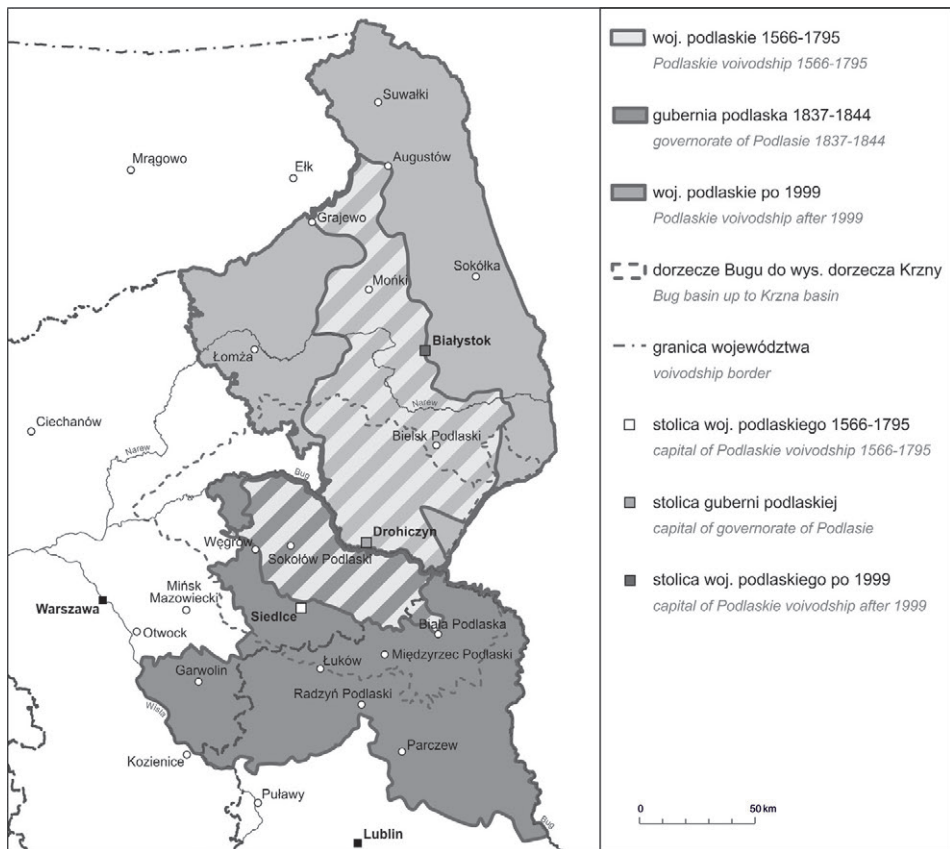 Suwałki
Augustów
Mrągowo
Ełk
Grajewo
Sokółka
Mońki
Białystok
Łomża
Narew
Ciechanów
Bielsk Podlaski
Narew
Bug
Drohiczyn
Węgrów
Sokołów Podlaski
Mińsk
Mazowiecki
Warszawa
Siedlce
Biała Podlaska
Otwock
Międzyrzec Podlaski
Łuków
Garwolin
Radzyń Podlaski
Wisła
Parczew
Kozienice
Puławy
Bug
Lublin
woj. podlaskie 1566-1795
Podlaskie voivodship 1566-1795
gubernia podlaska 1837-1844
governorate of Podlasie 1837-1844
woj. podlaskie po 1999
Podlaskie voivodship after 1999
dorzecze Bugu do wys. dorzecza Krzny
Bug basin up to Krzna basin
granica województwa
voivodship border
stolica woj. podlaskiego 1566-1795
capital of Podlaskie voivodship 1566-1795
stolica guberni podlaskiej
capital of governorate of Podlasie
stolica woj. podlaskiego po 1999
capital of Podlaskie voivodship after 1999
0 50 km